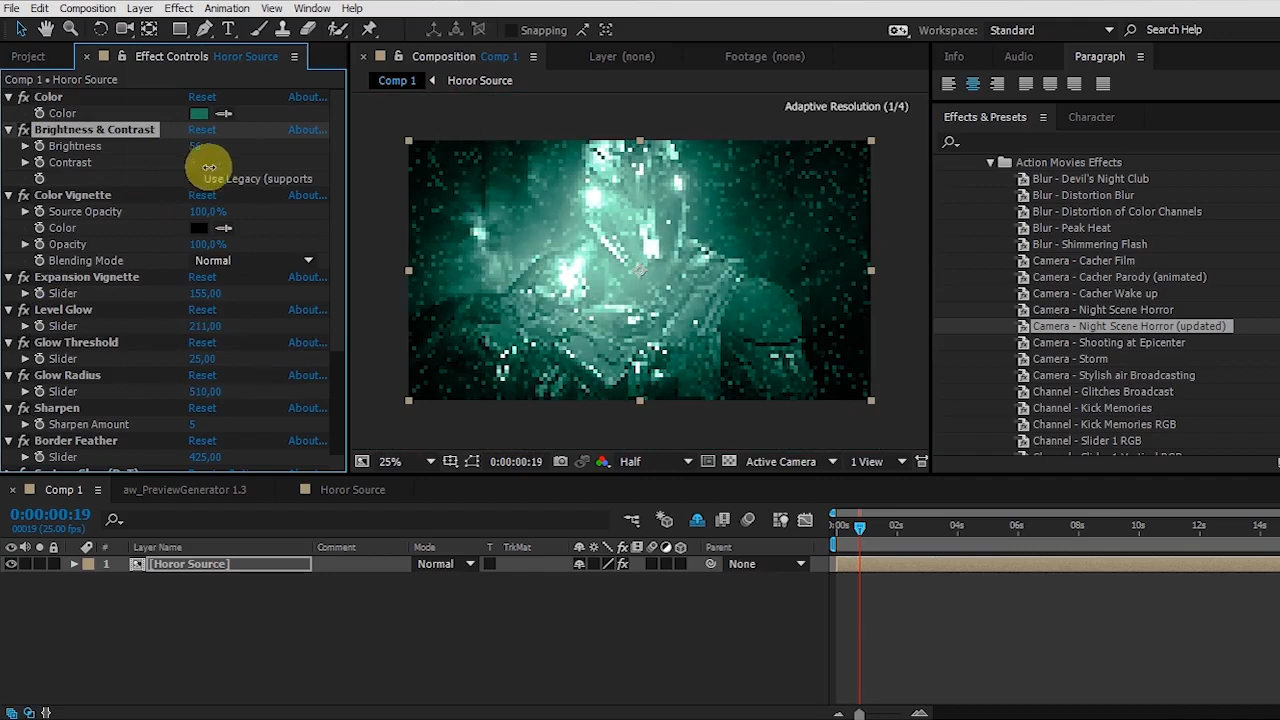 File Edit Composition Layer Effect Animation View Window Help
Snapping Workspace: Standard Search Help
Project Effect Controls Horor Source Composition Comp 1 Layer (none) Footage (none) Info Audio Paragraph
Comp 1 • Horor Source Comp 1 Horor Source
Color Reset About...
Color
Brightness & Contrast Reset About...
Brightness
Contrast
Use Legacy (supports
Color Vignette Reset About...
Source Opacity 100,0%
Color
Opacity 100,0%
Blending Mode Normal
Expansion Vignette Reset About...
Slider 155,00
Level Glow Reset About...
Slider 211,00
Glow Threshold Reset About...
Slider 25,00
Glow Radius Reset About...
Slider 510,00
Sharpen Reset About...
Sharpen Amount 5
Border Feather Reset About...
Slider 425,00
Adaptive Resolution (1/4)
25% 0:00:00:19 Half Active Camera 1 View
Effects & Presets Character
Action Movies Effects
Blur - Devil's Night Club
Blur - Distortion Blur
Blur - Distortion of Color Channels
Blur - Peak Heat
Blur - Shimmering Flash
Camera - Cacher Film
Camera - Cacher Parody (animated)
Camera - Cacher Wake up
Camera - Night Scene Horror
Camera - Night Scene Horror (updated)
Camera - Shooting at Epicenter
Camera - Storm
Camera - Stylish air Broadcasting
Channel - Glitches Broadcast
Channel - Kick Memories
Channel - Kick Memories RGB
Channel - Slider 1 RGB
Comp 1 aw_PreviewGenerator 1.3 Horor Source
0:00:00:19
00019 (25.00 fps)
:00s 02s 04s 06s 08s 10s 12s 14s
# Layer Name Comment Mode T TrkMat Parent
1 [Horor Source] Normal None